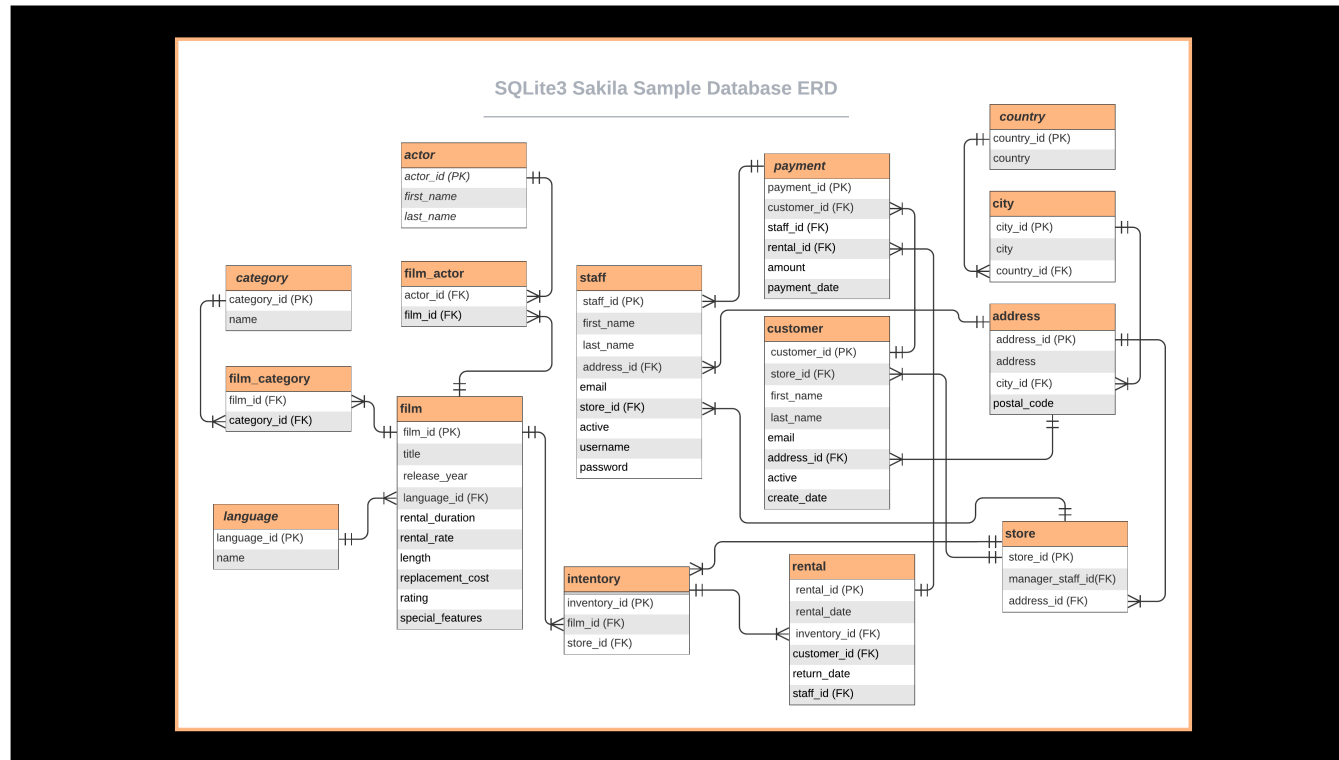 SQLite3 Sakila Sample Database ERD
actor
actor_id (PK)
first_name
last_name
film_actor
actor_id (FK)
film_id (FK)
category
category_id (PK)
name
film_category
film_id (FK)
category_id (FK)
language
language_id (PK)
name
film
film_id (PK)
title
release_year
language_id (FK)
rental_duration
rental_rate
length
replacement_cost
rating
special_features
staff
staff_id (PK)
first_name
last_name
address_id (FK)
email
store_id (FK)
active
username
password
intentory
inventory_id (PK)
film_id (FK)
store_id (FK)
payment
payment_id (PK)
customer_id (FK)
staff_id (FK)
rental_id (FK)
amount
payment_date
customer
customer_id (PK)
store_id (FK)
first_name
last_name
email
address_id (FK)
active
create_date
rental
rental_id (PK)
rental_date
inventory_id (FK)
customer_id (FK)
return_date
staff_id (FK)
country
country_id (PK)
country
city
city_id (PK)
city
country_id (FK)
address
address_id (PK)
address
city_id (FK)
postal_code
store
store_id (PK)
manager_staff_id(FK)
address_id (FK)